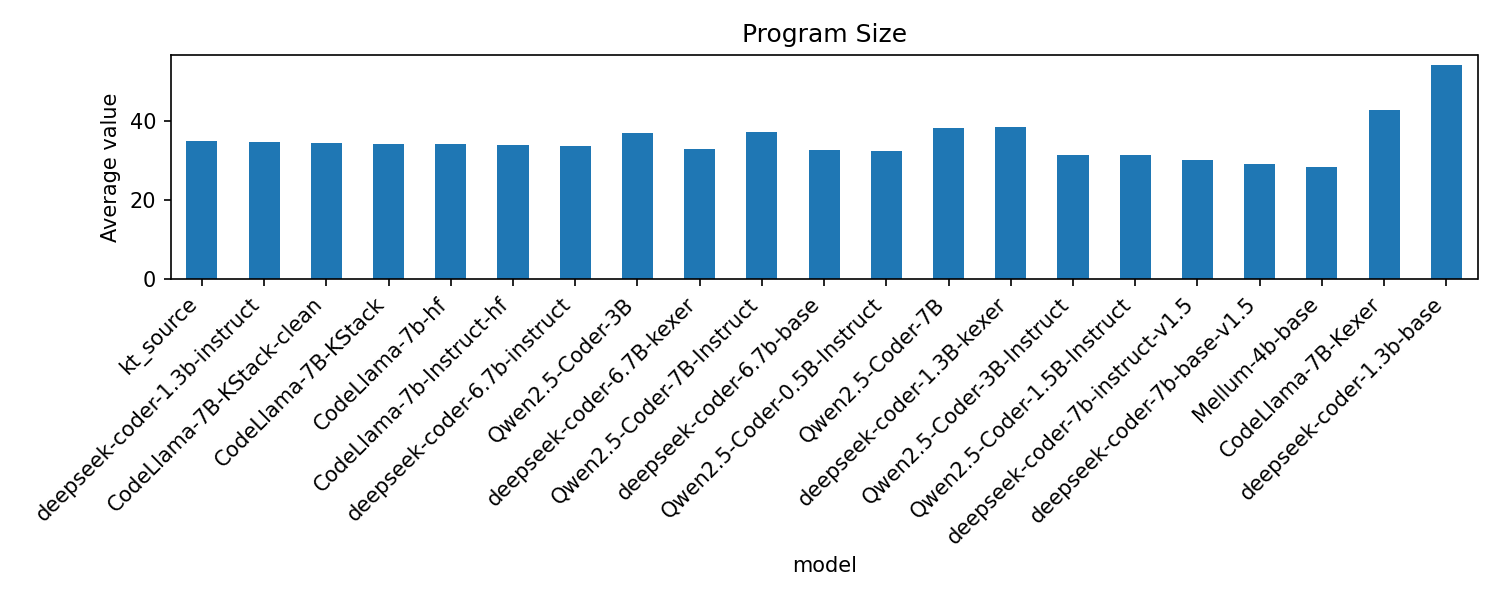 Program Size
Average value
40
20
0
kt_source
deepseek-coder-1.3b-instruct
CodeLlama-7B-KStack-clean
CodeLlama-7B-KStack
CodeLlama-7b-hf
CodeLlama-7b-Instruct-hf
deepseek-coder-6.7b-instruct
Qwen2.5-Coder-3B
deepseek-coder-6.7B-kexer
Qwen2.5-Coder-7B-Instruct
deepseek-coder-6.7b-base
Qwen2.5-Coder-0.5B-Instruct
Qwen2.5-Coder-7B
deepseek-coder-1.3B-kexer
Qwen2.5-Coder-3B-Instruct
Qwen2.5-Coder-1.5B-Instruct
deepseek-coder-7b-instruct-v1.5
deepseek-coder-7b-base-v1.5
Mellum-4b-base
CodeLlama-7B-Kexer
deepseek-coder-1.3b-base
model